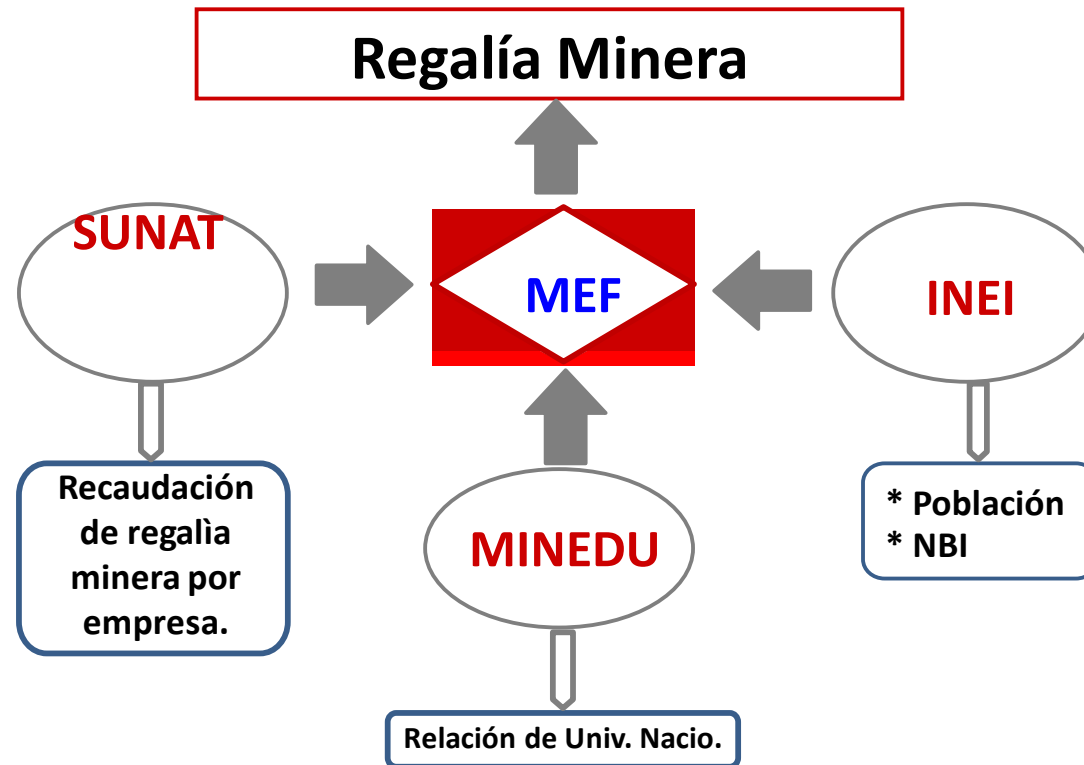 Regalía Minera
SUNAT
MEF
INEI
MINEDU
Recaudación
de regalìa
minera por
empresa.
* Población
* NBI
Relación de Univ. Nacio.